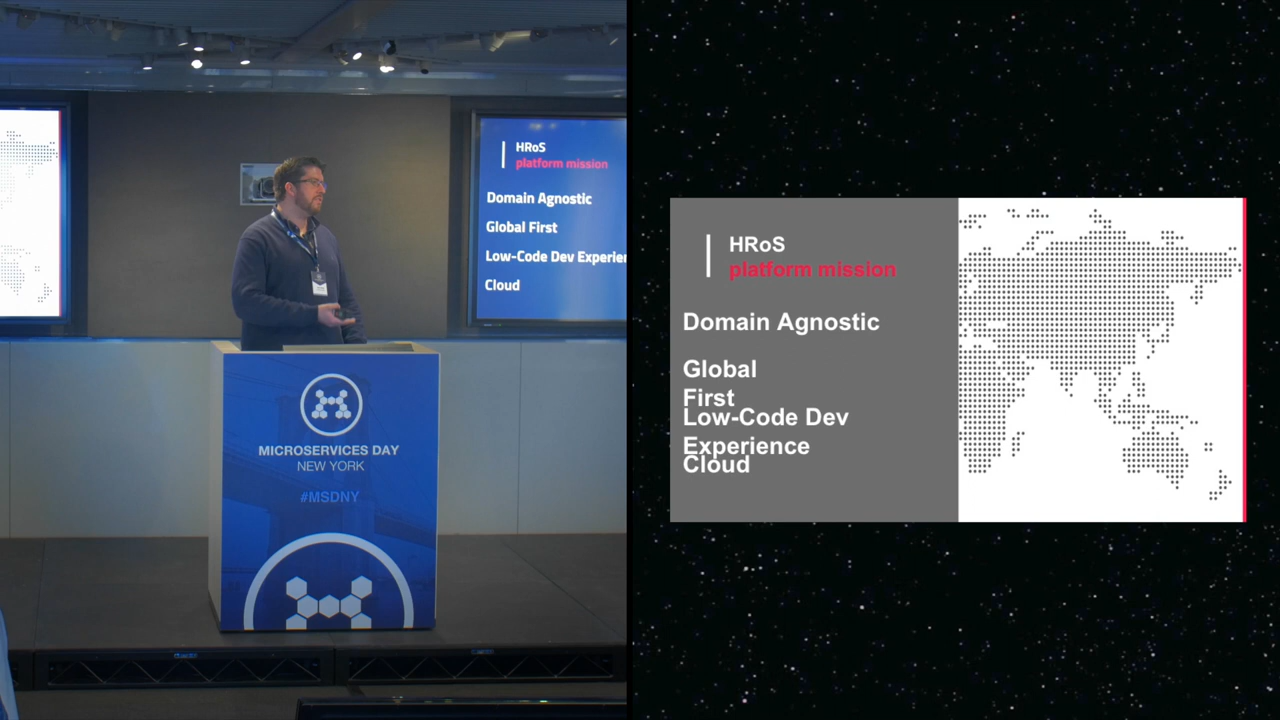 HRoS
platform mission
Domain Agnostic
Global First
Low-Code Dev
Cloud
MICROSERVICES DAY
NEW YORK
#MSDNY
HRoS
platform mission
Domain Agnostic
Global
First
Low-Code Dev
Experience
Cloud